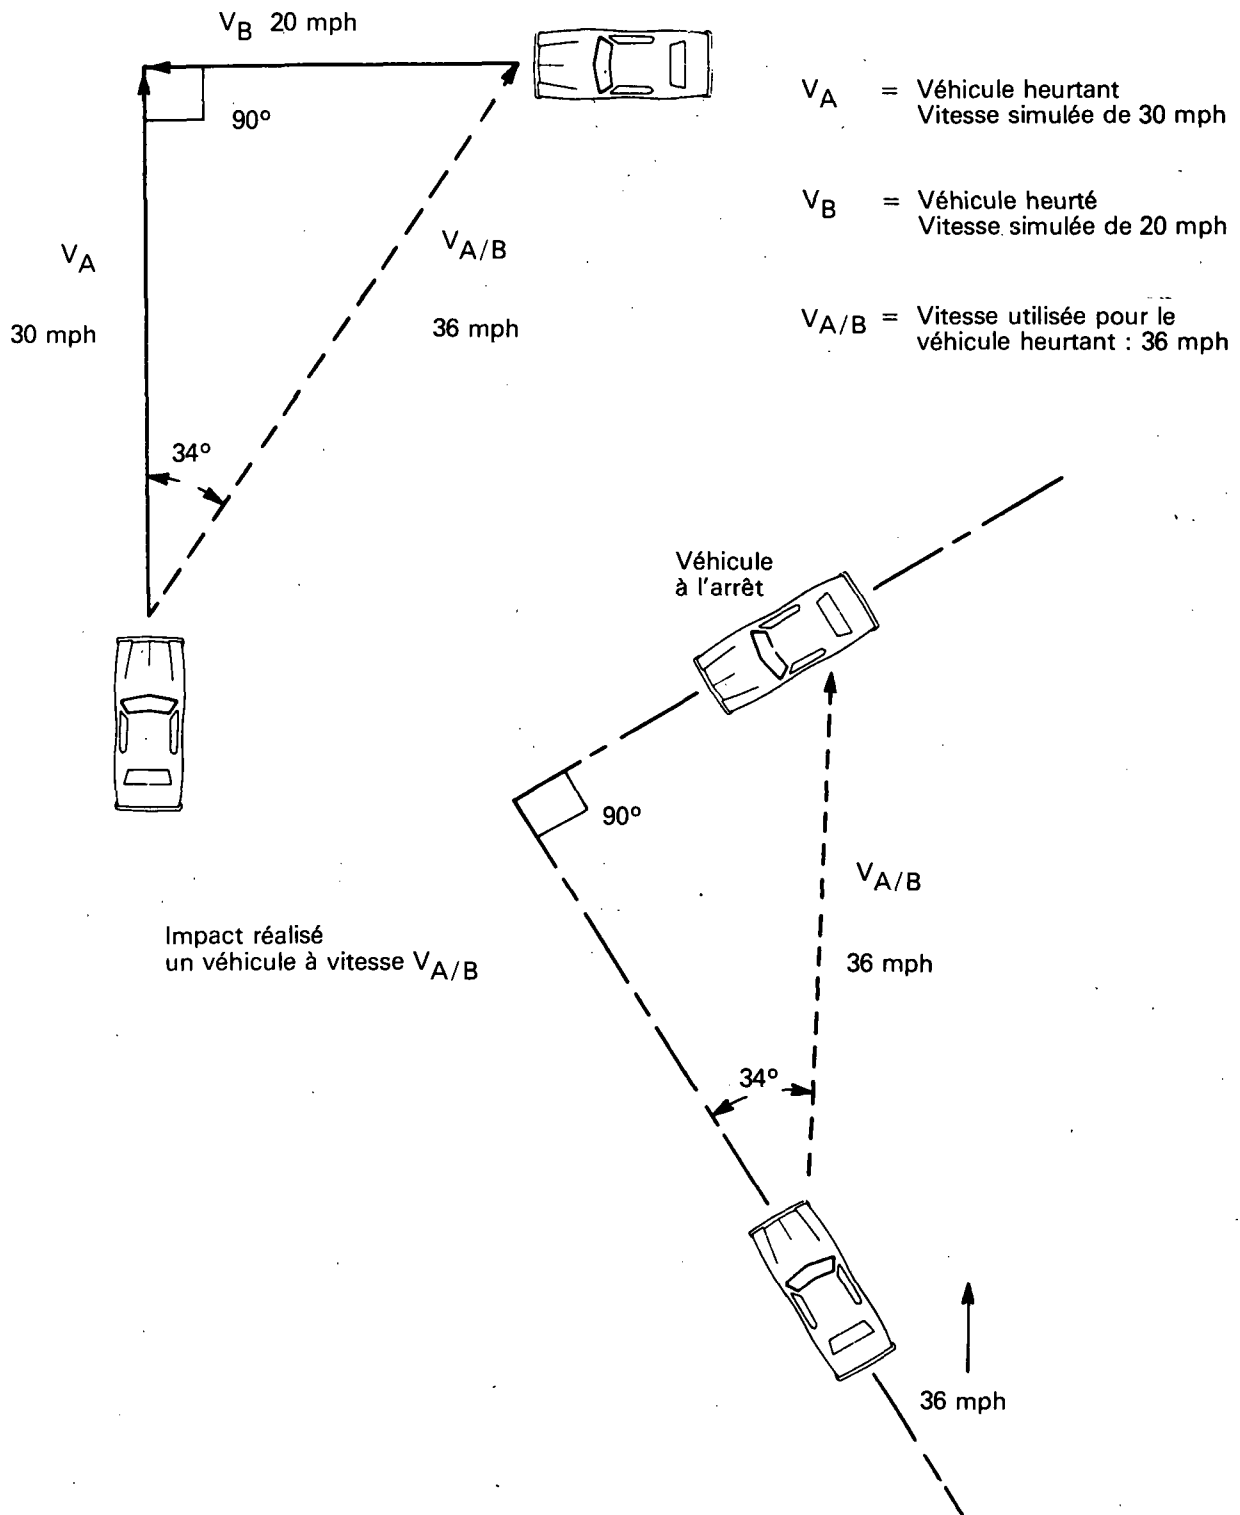 V_B 20 mph
90°
V_A
30 mph
V_A/B
36 mph
34°
V_A = Véhicule heurtant
Vitesse simulée de 30 mph
V_B = Véhicule heurté
Vitesse simulée de 20 mph
V_A/B = Vitesse utilisée pour le
véhicule heurtant : 36 mph
Véhicule
à l'arrêt
90°
V_A/B
36 mph
34°
Impact réalisé
un véhicule à vitesse V_A/B
36 mph